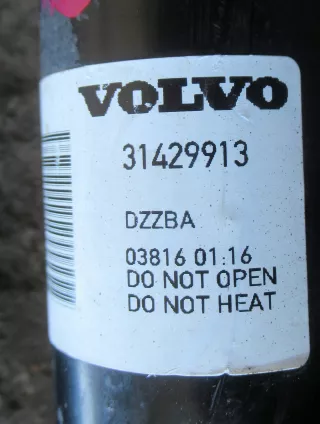 VOLVO
31429913
DZZBA
03816 01:16
DO NOT OPEN
DO NOT HEAT